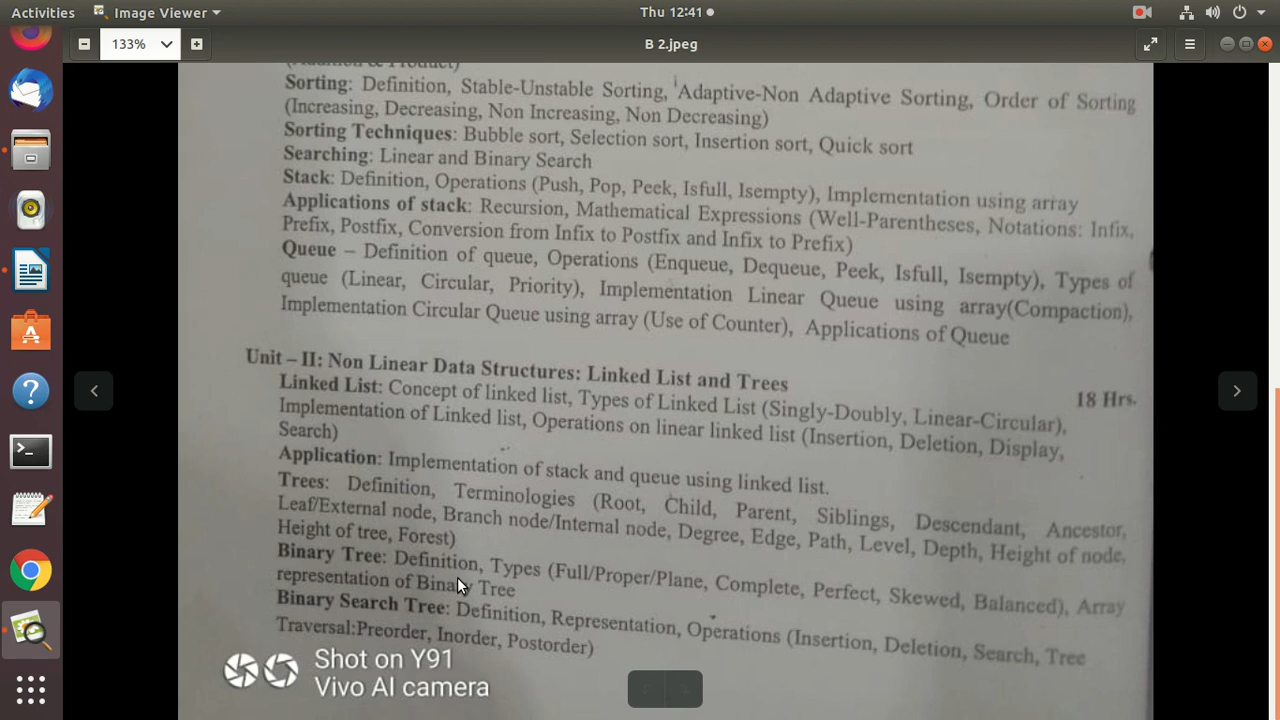 Activities Image Viewer Thu 12:41
133% B 2.jpeg
(Addition & Product)
Sorting: Definition, Stable-Unstable Sorting, Adaptive-Non Adaptive Sorting, Order of Sorting
(Increasing, Decreasing, Non Increasing, Non Decreasing)
Sorting Techniques: Bubble sort, Selection sort, Insertion sort, Quick sort
Searching: Linear and Binary Search
Stack: Definition, Operations (Push, Pop, Peek, Isfull, Isempty), Implementation using array
Applications of stack: Recursion, Mathematical Expressions (Well-Parentheses, Notations: Infix,
Prefix, Postfix, Conversion from Infix to Postfix and Infix to Prefix)
Queue – Definition of queue, Operations (Enqueue, Dequeue, Peek, Isfull, Isempty), Types of
queue (Linear, Circular, Priority), Implementation Linear Queue using array(Compaction),
Implementation Circular Queue using array (Use of Counter), Applications of Queue
Unit – II: Non Linear Data Structures: Linked List and Trees 18 Hrs.
Linked List: Concept of linked list, Types of Linked List (Singly-Doubly, Linear-Circular),
Implementation of Linked list, Operations on linear linked list (Insertion, Deletion, Display,
Search)
Application: Implementation of stack and queue using linked list.
Trees: Definition, Terminologies (Root, Child, Parent, Siblings, Descendant, Ancestor,
Leaf/External node, Branch node/Internal node, Degree, Edge, Path, Level, Depth, Height of node,
Height of tree, Forest)
Binary Tree: Definition, Types (Full/Proper/Plane, Complete, Perfect, Skewed, Balanced), Array
representation of Binary Tree
Binary Search Tree: Definition, Representation, Operations (Insertion, Deletion, Search, Tree
Traversal:Preorder, Inorder, Postorder)
Shot on Y91
Vivo AI camera